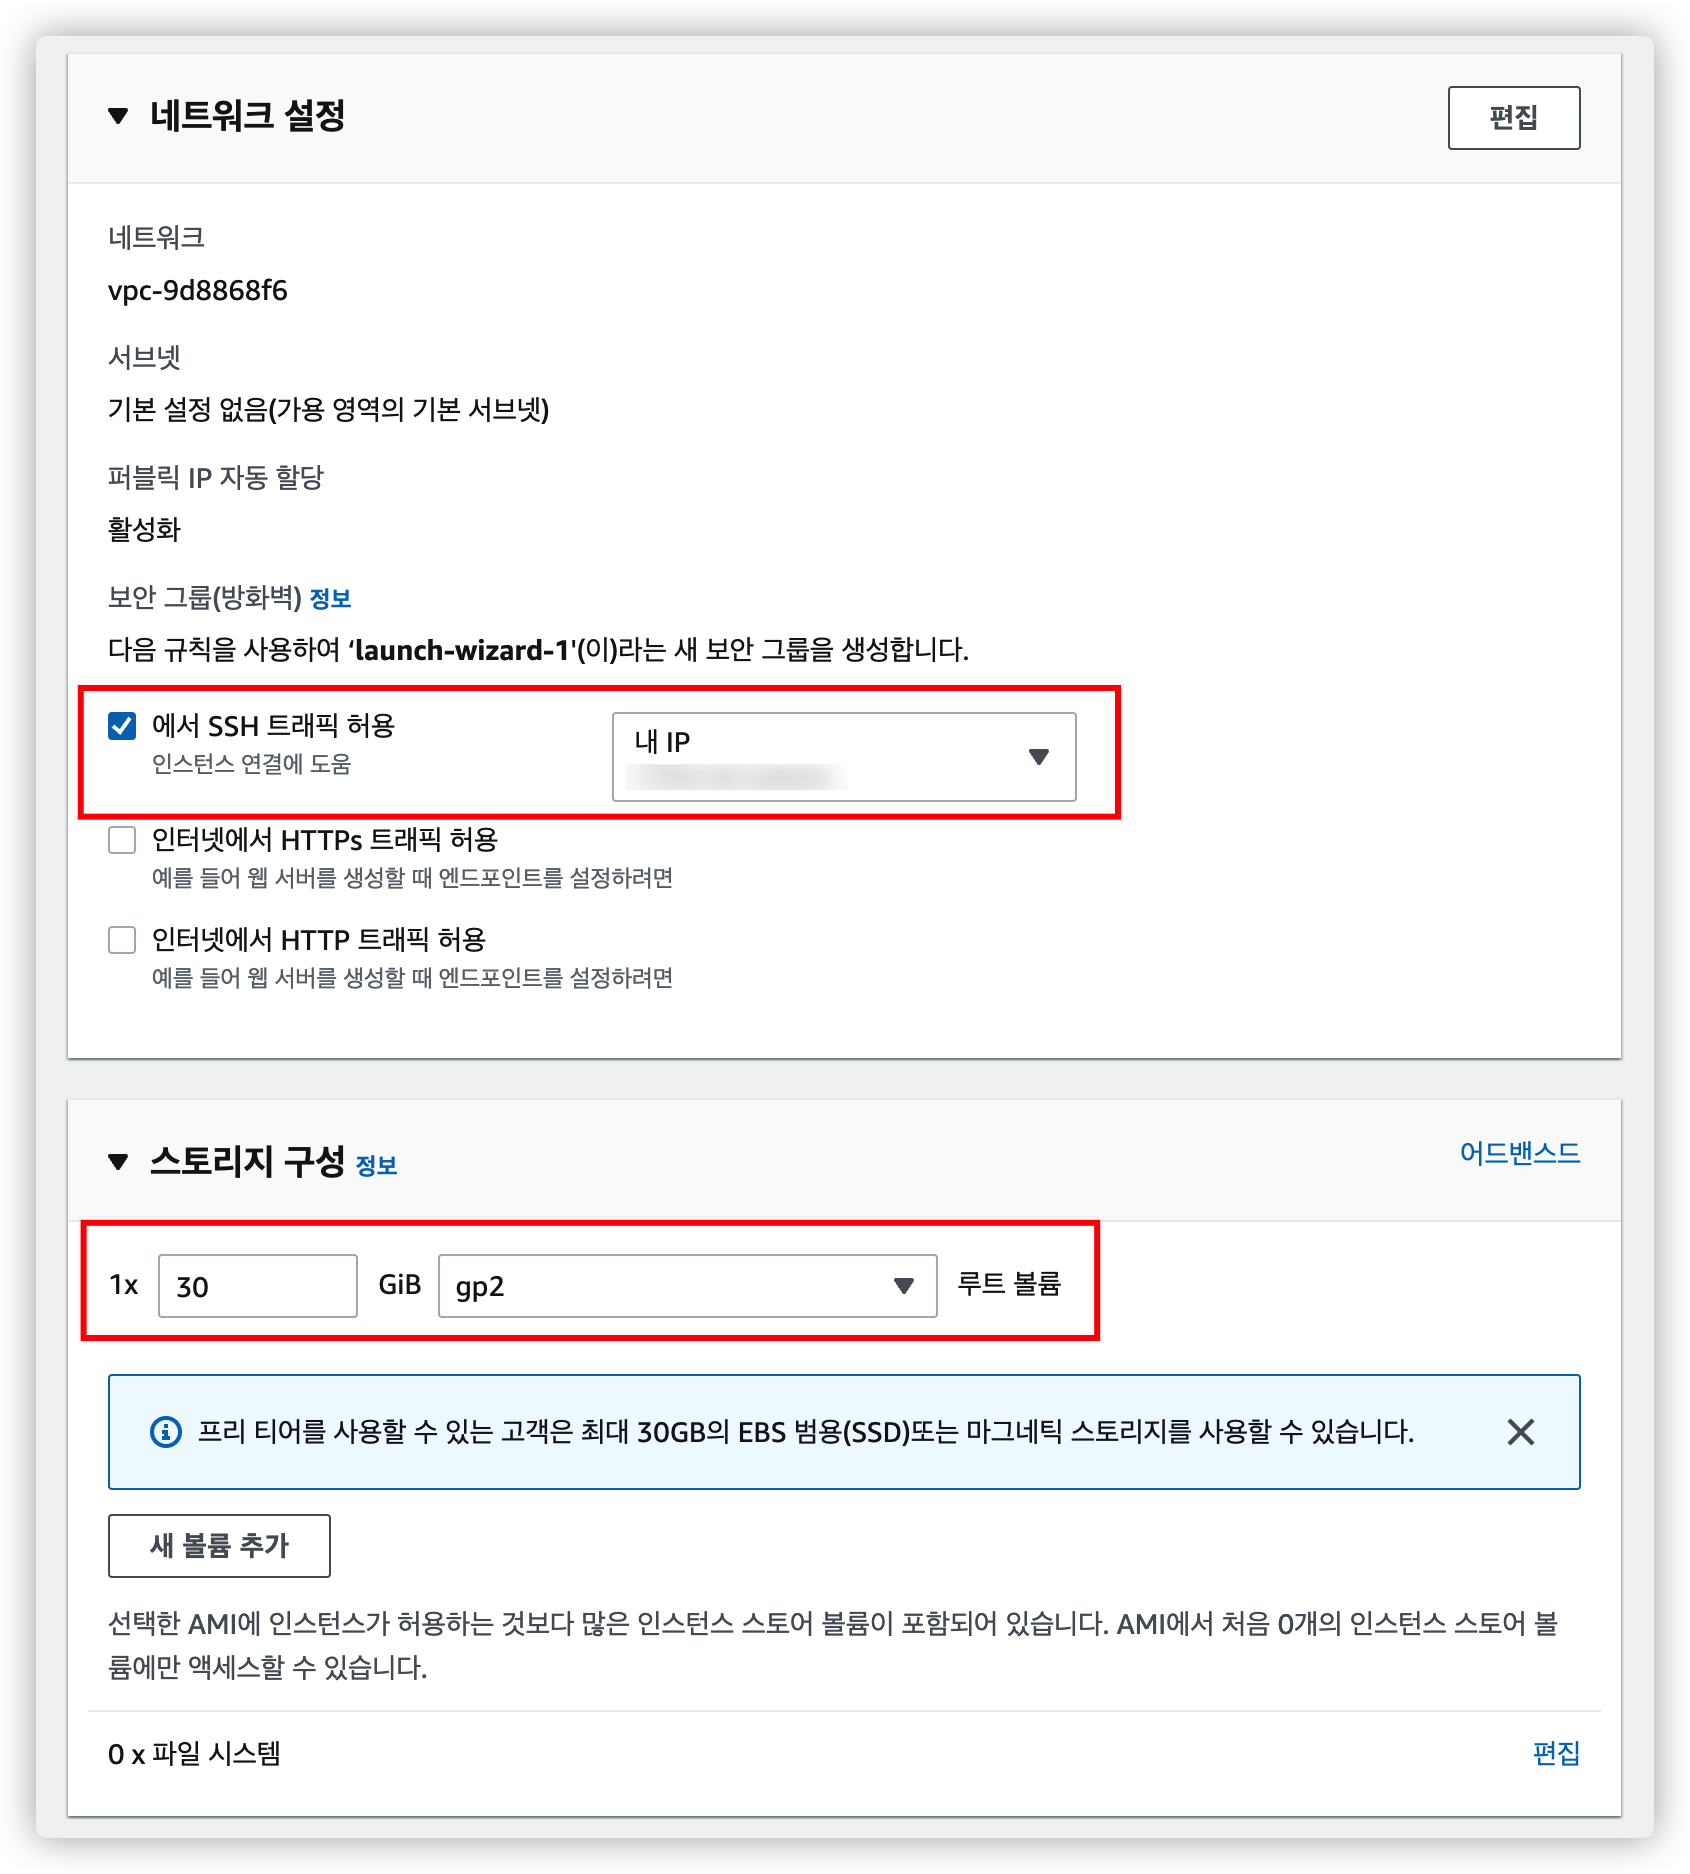 네트워크 설정
편집
네트워크
vpc-9d8868f6
서브넷
기본 설정 없음(가용 영역의 기본 서브넷)
퍼블릭 IP 자동 할당
활성화
보안 그룹(방화벽) 정보
다음 규칙을 사용하여 ‘launch-wizard-1'(이)라는 새 보안 그룹을 생성합니다.
에서 SSH 트래픽 허용
인스턴스 연결에 도움
내 IP
인터넷에서 HTTPs 트래픽 허용
예를 들어 웹 서버를 생성할 때 엔드포인트를 설정하려면
인터넷에서 HTTP 트래픽 허용
예를 들어 웹 서버를 생성할 때 엔드포인트를 설정하려면
스토리지 구성 정보
어드밴스드
1x 30 GiB gp2 루트 볼륨
프리 티어를 사용할 수 있는 고객은 최대 30GB의 EBS 범용(SSD)또는 마그네틱 스토리지를 사용할 수 있습니다.
새 볼륨 추가
선택한 AMI에 인스턴스가 허용하는 것보다 많은 인스턴스 스토어 볼륨이 포함되어 있습니다. AMI에서 처음 0개의 인스턴스 스토어 볼
륨에만 액세스할 수 있습니다.
0 x 파일 시스템
편집